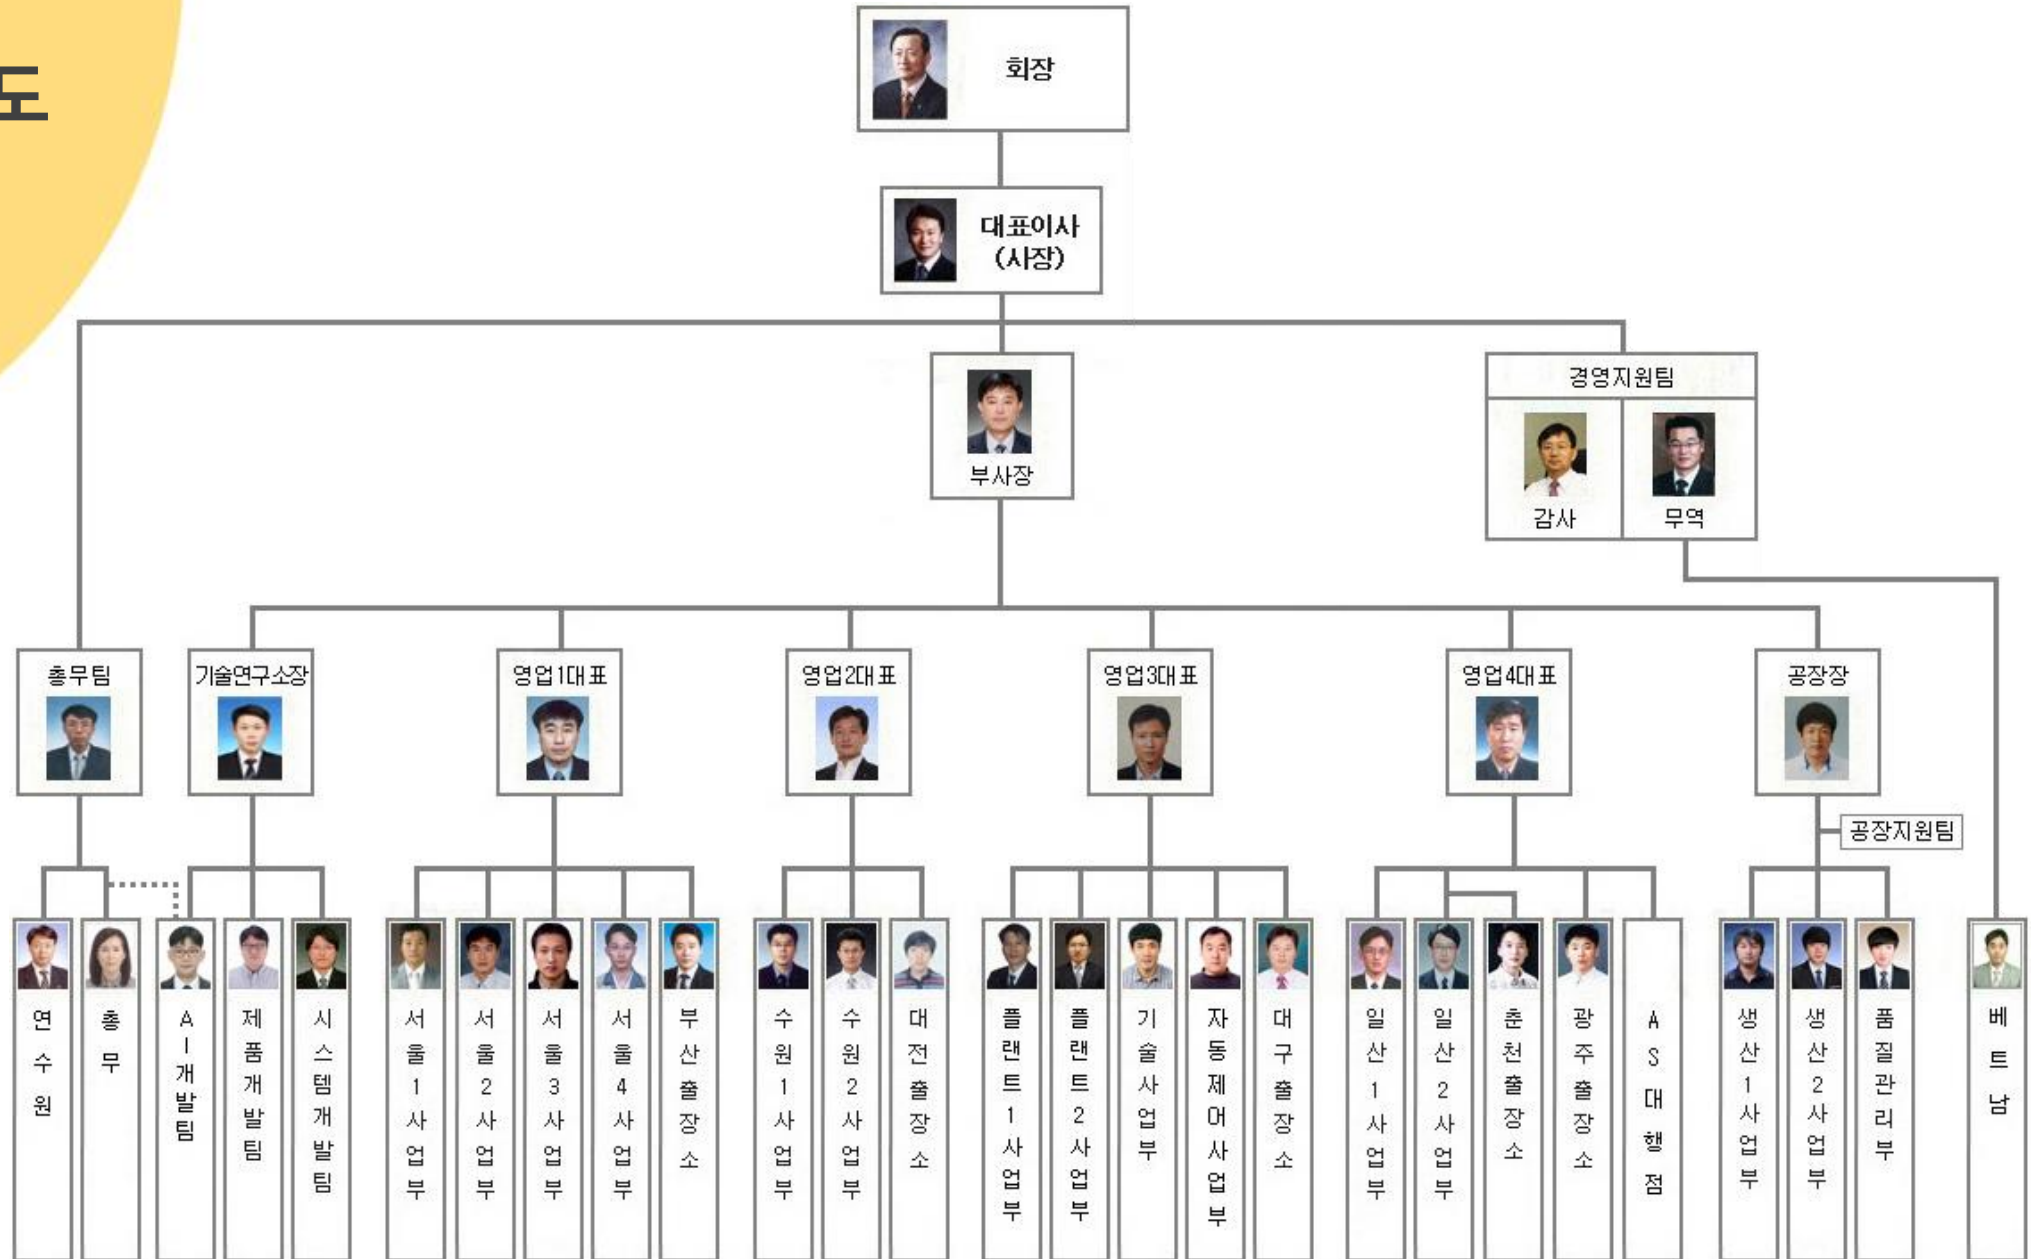 도
회장
대표이사
(사장)
부사장
경영지원팀
감사
무역
총무팀
기술연구소장
영업1대표
영업2대표
영업3대표
영업4대표
공장장
공장지원팀
연수원
총무
AI개발팀
제품개발팀
시스템개발팀
서울1사업부
서울2사업부
서울3사업부
서울4사업부
부산출장소
수원1사업부
수원2사업부
대전출장소
플랜트1사업부
플랜트2사업부
기술사업부
자동제어사업부
대구출장소
일산1사업부
일산2사업부
춘천출장소
광주출장소
AS대행점
생산1사업부
생산2사업부
품질관리부
베트남